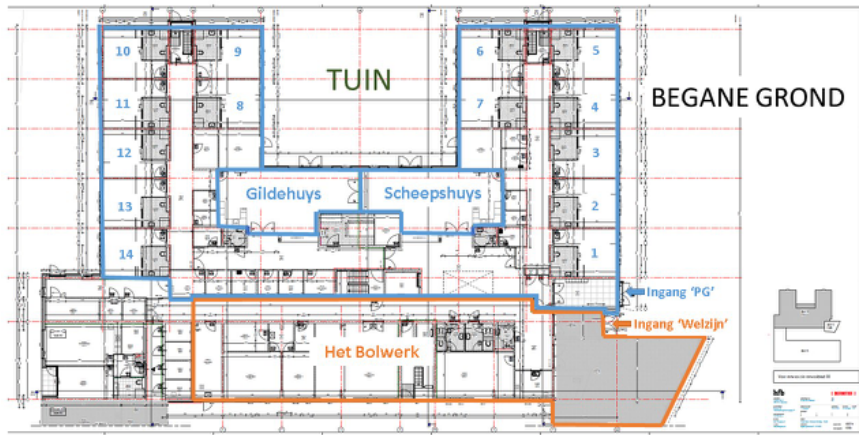 10
9
6
5
TUIN
BEGANE GROND
11
8
7
4
12
3
Gildehuys
Scheepshuys
13
2
14
1
Ingang 'PG'
Ingang 'Welzijn'
Het Bolwerk